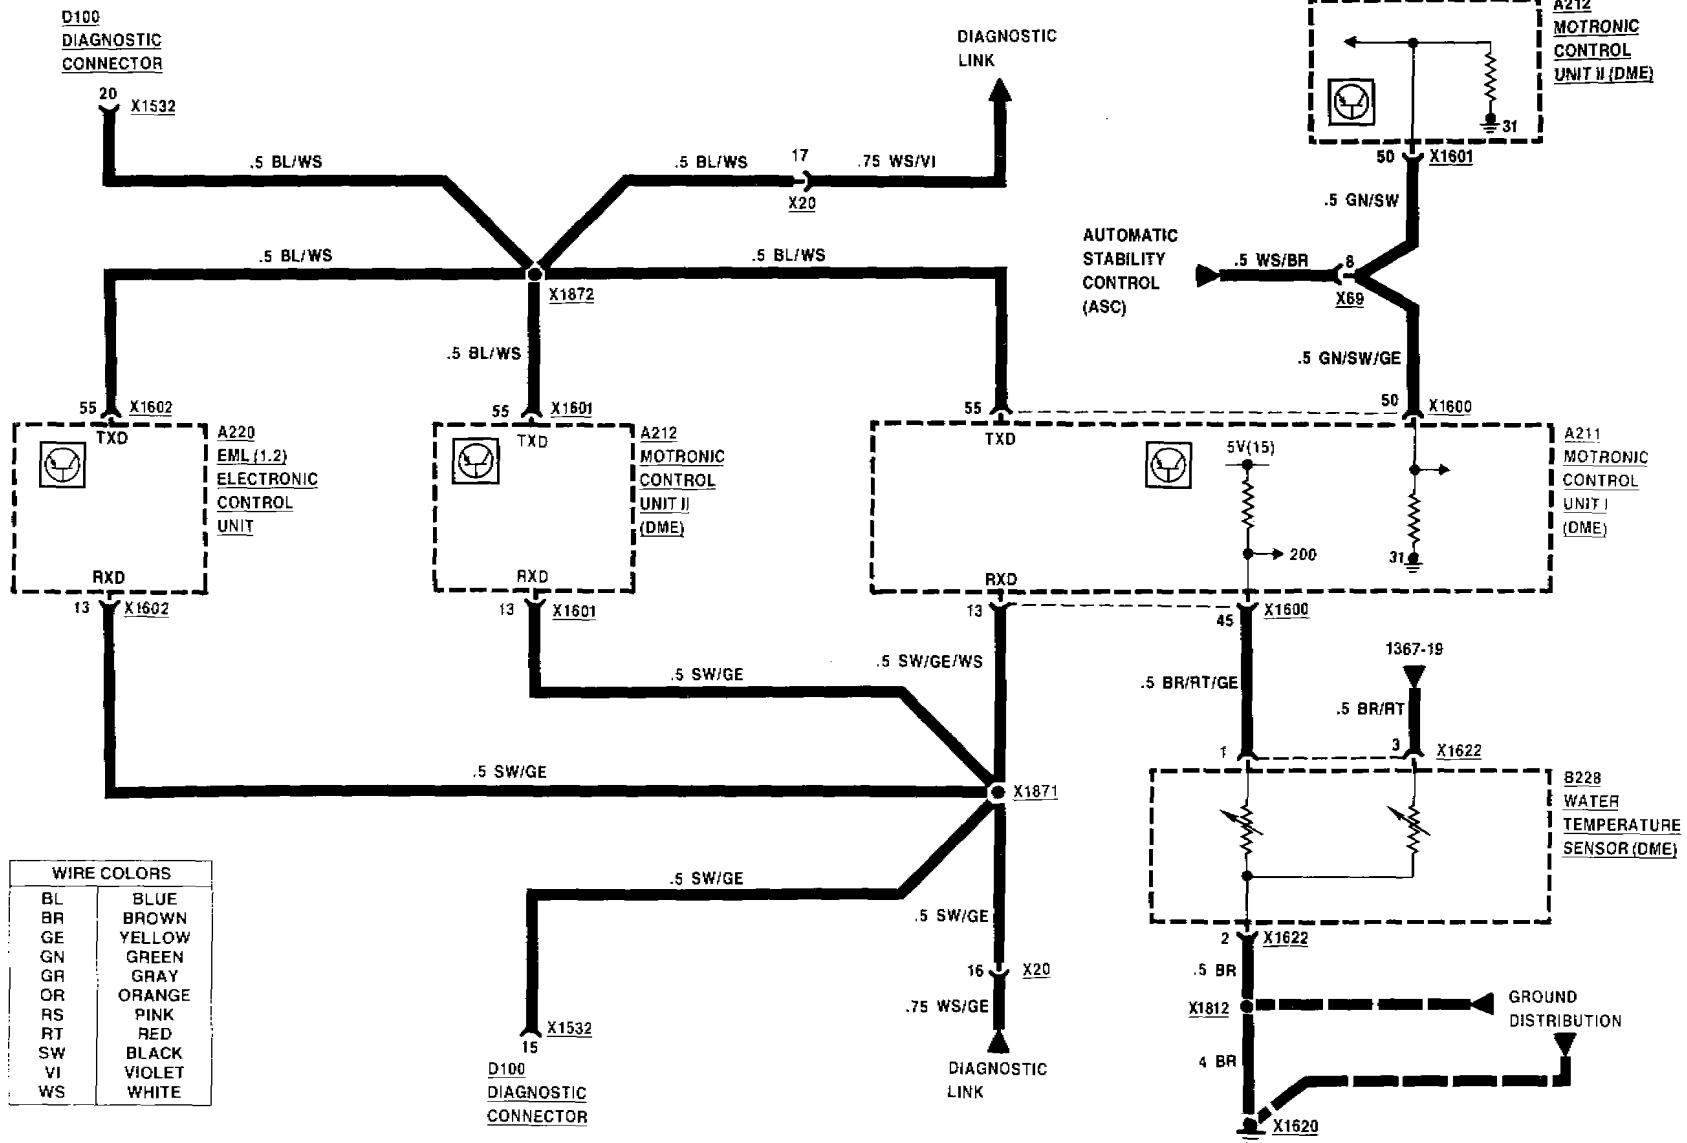 D100
DIAGNOSTIC
CONNECTOR
20
X1532
.5 BL/WS
.5 BL/WS
17
X20
.75 WS/VI
DIAGNOSTIC
LINK
A212
MOTRONIC
CONTROL
UNIT II (DME)
31
50
X1601
.5 GN/SW
AUTOMATIC
STABILITY
CONTROL
(ASC)
.5 WS/BR
8
X69
.5 GN/SW/GE
.5 BL/WS
.5 BL/WS
X1872
.5 BL/WS
55
X1602
TXD
A220
EML (1.2)
ELECTRONIC
CONTROL
UNIT
RXD
13
X1602
55
X1601
TXD
A212
MOTRONIC
CONTROL
UNIT II
(DME)
RXD
13
X1601
55
TXD
50
X1600
5V(15)
200
31
A211
MOTRONIC
CONTROL
UNIT I
(DME)
RXD
13
45
X1600
.5 SW/GE
.5 SW/GE/WS
.5 BR/RT/GE
1367-19
.5 BR/RT
1
3
X1622
.5 SW/GE
X1871
B228
WATER
TEMPERATURE
SENSOR (DME)
.5 SW/GE
.5 SW/GE
2
X1622
.5 BR
16
X20
.75 WS/GE
X1812
GROUND
DISTRIBUTION
4 BR
X1620
X1532
15
D100
DIAGNOSTIC
CONNECTOR
DIAGNOSTIC
LINK
WIRE COLORS
BL BLUE
BR BROWN
GE YELLOW
GN GREEN
GR GRAY
OR ORANGE
RS PINK
RT RED
SW BLACK
VI VIOLET
WS WHITE